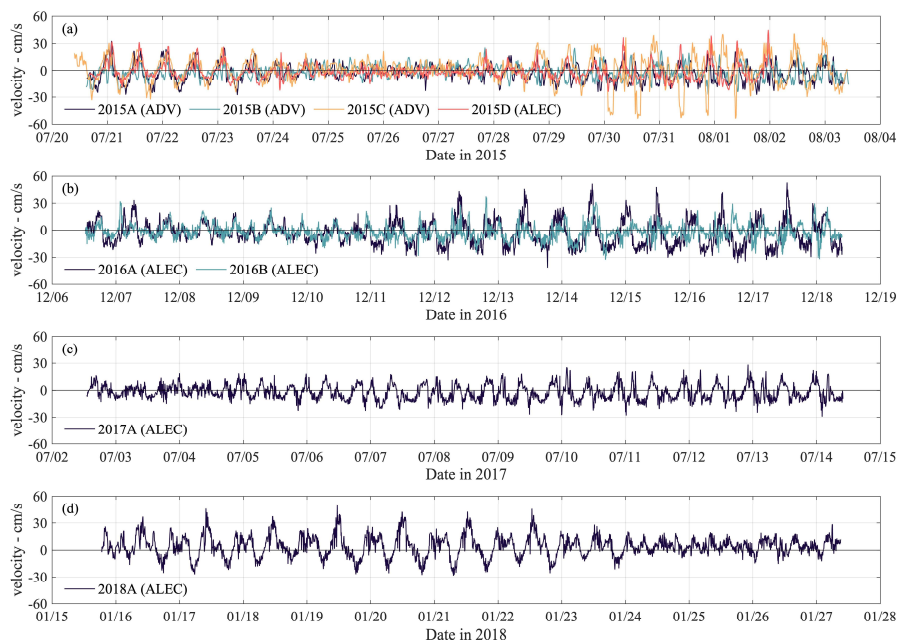 60
(a)
30
0
-30
-60
velocity - cm/s
2015A (ADV) 2015B (ADV) 2015C (ADV) 2015D (ALEC)
07/20 07/21 07/22 07/23 07/24 07/25 07/26 07/27 07/28 07/29 07/30 07/31 08/01 08/02 08/03 08/04
Date in 2015
60
(b)
30
0
-30
-60
velocity - cm/s
2016A (ALEC) 2016B (ALEC)
12/06 12/07 12/08 12/09 12/10 12/11 12/12 12/13 12/14 12/15 12/16 12/17 12/18 12/19
Date in 2016
60
(c)
30
0
-30
-60
velocity - cm/s
2017A (ALEC)
07/02 07/03 07/04 07/05 07/06 07/07 07/08 07/09 07/10 07/11 07/12 07/13 07/14 07/15
Date in 2017
60
(d)
30
0
-30
-60
velocity - cm/s
2018A (ALEC)
01/15 01/16 01/17 01/18 01/19 01/20 01/21 01/22 01/23 01/24 01/25 01/26 01/27 01/28
Date in 2018